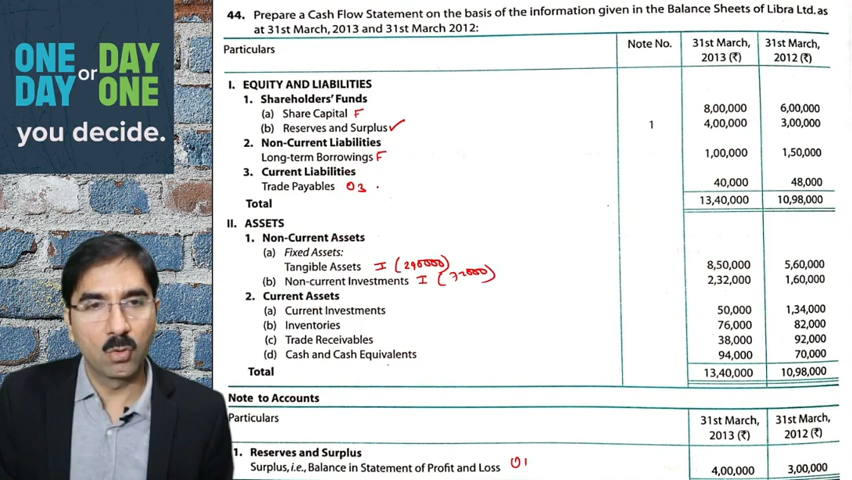 ONE DAY or DAY ONE
you decide.
44. Prepare a Cash Flow Statement on the basis of the information given in the Balance Sheets of Libra Ltd. as
at 31st March, 2013 and 31st March 2012:
Particulars Note No. 31st March, 2013 (₹) 31st March, 2012 (₹)
I. EQUITY AND LIABILITIES
1. Shareholders' Funds
(a) Share Capital F 8,00,000 6,00,000
(b) Reserves and Surplus ✓ 1 4,00,000 3,00,000
2. Non-Current Liabilities
Long-term Borrowings F 1,00,000 1,50,000
3. Current Liabilities
Trade Payables O3 40,000 48,000
Total 13,40,000 10,98,000
II. ASSETS
1. Non-Current Assets
(a) Fixed Assets:
Tangible Assets I (290000) 8,50,000 5,60,000
(b) Non-current Investments I (72000) 2,32,000 1,60,000
2. Current Assets
(a) Current Investments 50,000 1,34,000
(b) Inventories 76,000 82,000
(c) Trade Receivables 38,000 92,000
(d) Cash and Cash Equivalents 94,000 70,000
Total 13,40,000 10,98,000
Note to Accounts
Particulars 31st March, 2013 (₹) 31st March, 2012 (₹)
1. Reserves and Surplus
Surplus, i.e., Balance in Statement of Profit and Loss O1 4,00,000 3,00,000